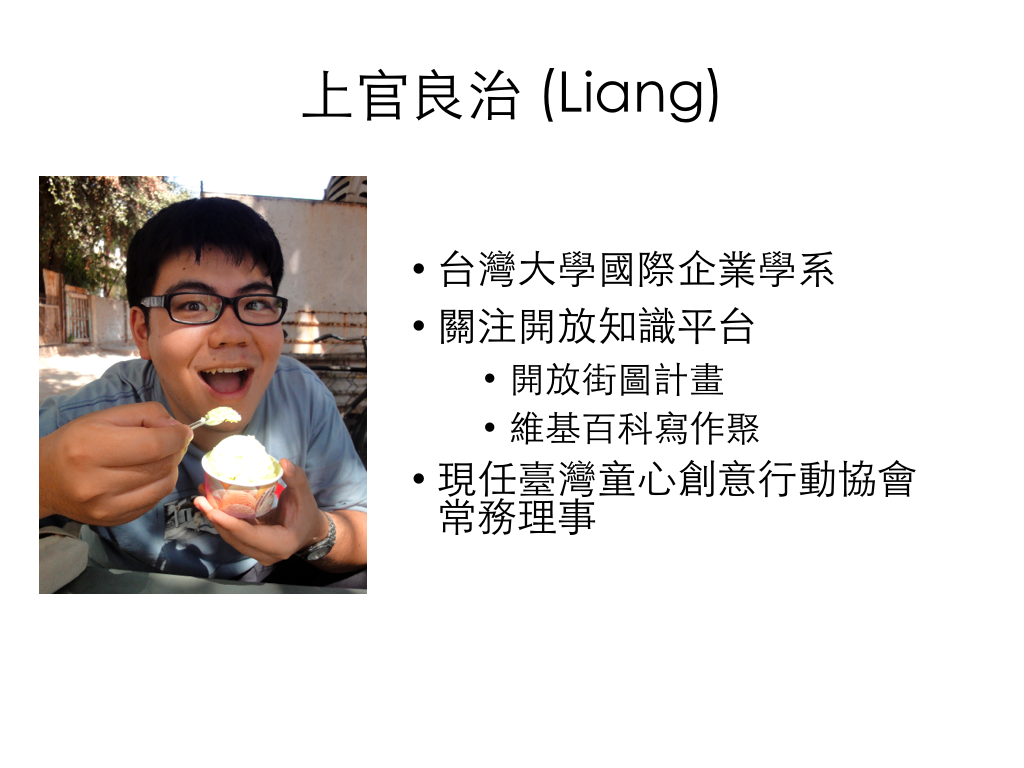 上官良治 (Liang)
• 台灣大學國際企業學系
• 關注開放知識平台
• 開放街圖計畫
• 維基百科寫作聚
• 現任臺灣童心創意行動協會
常務理事